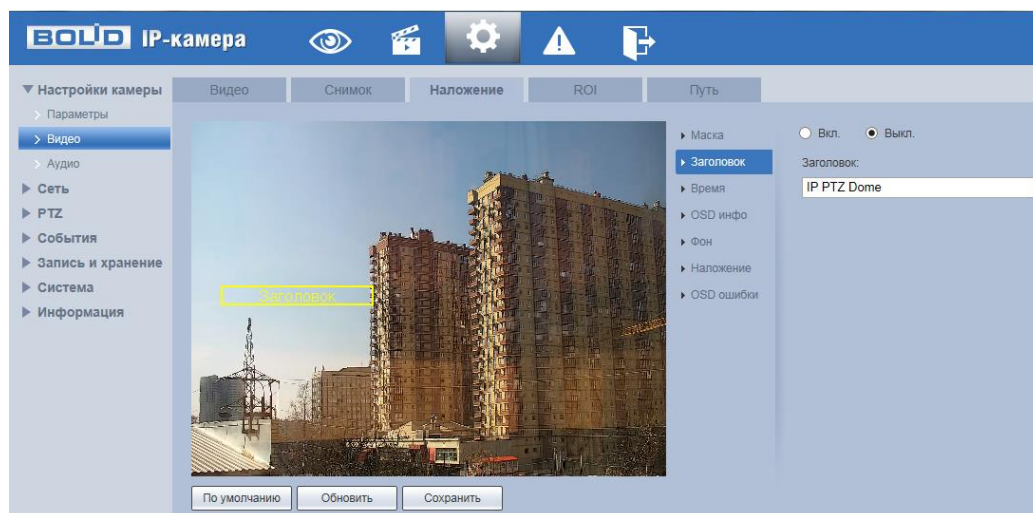 BOLID IP-камера
Настройки камеры
Параметры
Видео
Аудио
Сеть
PTZ
События
Запись и хранение
Система
Информация
Видео
Снимок
Наложение
ROI
Путь
Заголовок
По умолчанию
Обновить
Сохранить
Маска
Заголовок
Время
OSD инфо
Фон
Наложение
OSD ошибки
Вкл.
Выкл.
Заголовок:
IP PTZ Dome